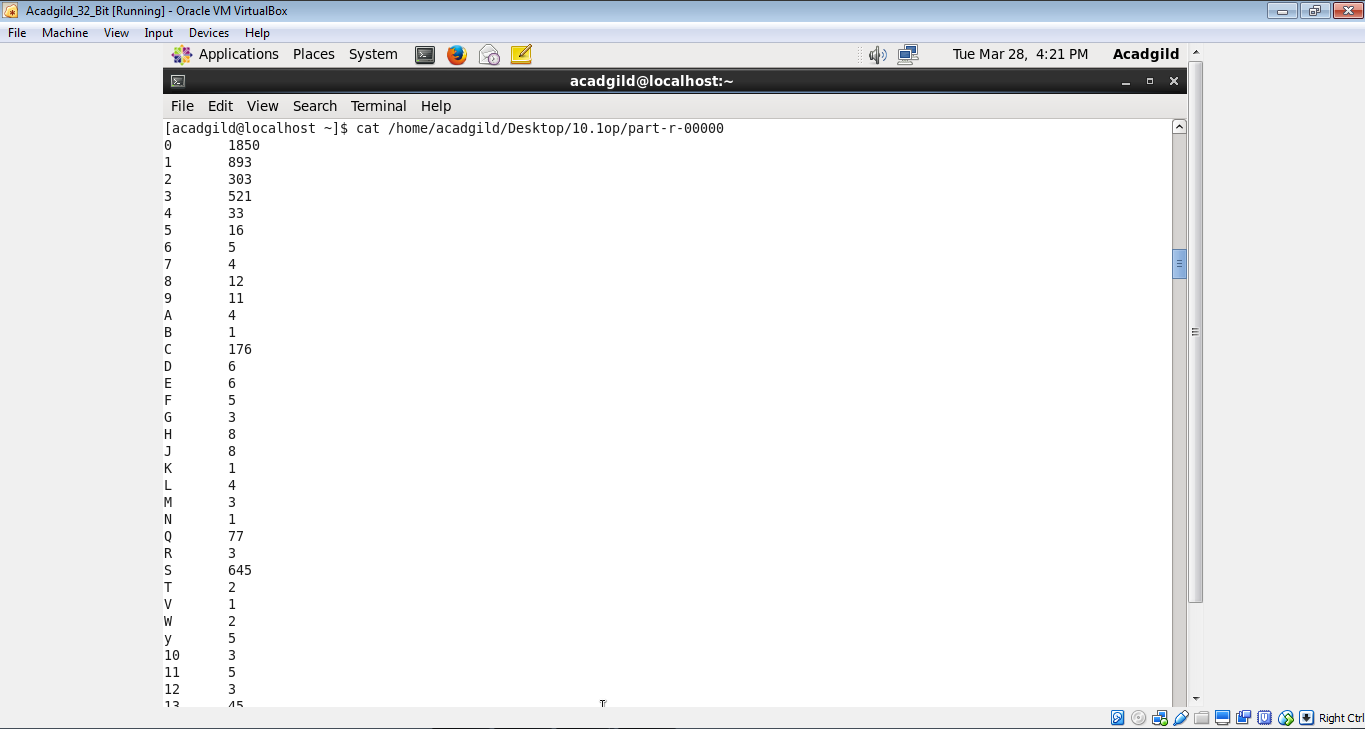 Acadgild_32_Bit [Running] - Oracle VM VirtualBox
File Machine View Input Devices Help
Applications Places System Tue Mar 28, 4:21 PM Acadgild
acadgild@localhost:~
File Edit View Search Terminal Help
[acadgild@localhost ~]$ cat /home/acadgild/Desktop/10.1op/part-r-00000
0 1850
1 893
2 303
3 521
4 33
5 16
6 5
7 4
8 12
9 11
A 4
B 1
C 176
D 6
E 6
F 5
G 3
H 8
J 8
K 1
L 4
M 3
N 1
Q 77
R 3
S 645
T 2
V 1
W 2
y 5
10 3
11 5
12 3
13 45
Right Ctrl